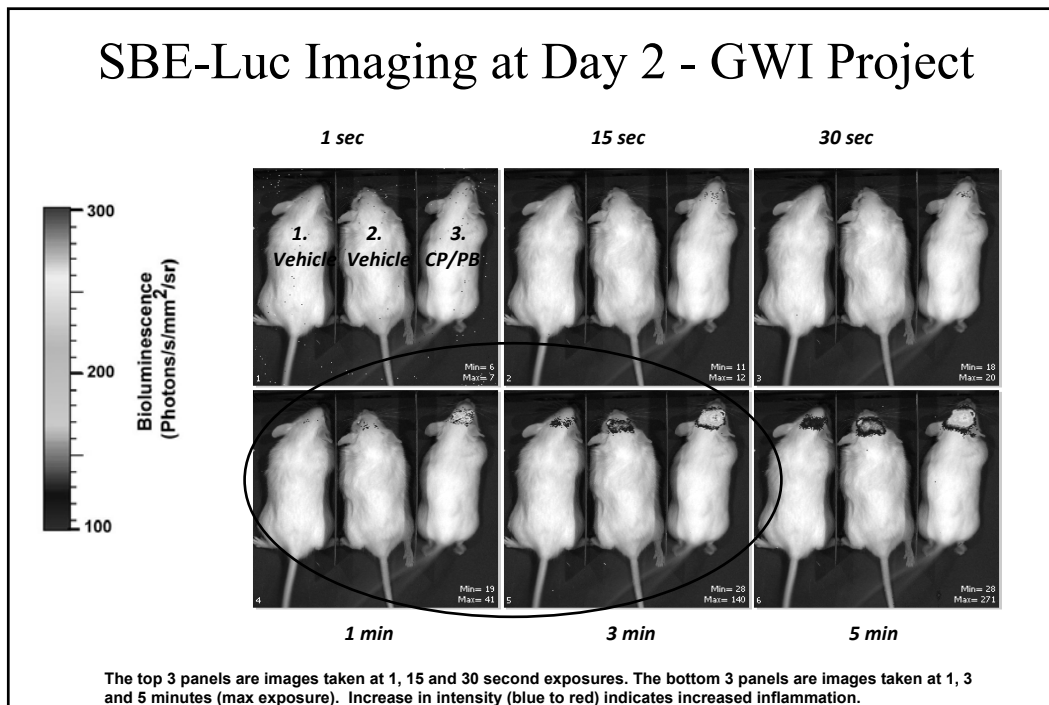 SBE-Luc Imaging at Day 2 - GWI Project
1 sec
15 sec
30 sec
300
200
100
Bioluminescence
(Photons/s/mm²/sr)
1.
Vehicle
2.
Vehicle
3.
CP/PB
1
Min= 6
Max= 7
2
Min= 11
Max= 12
3
Min= 18
Max= 20
4
Min= 19
Max= 41
5
Min= 28
Max= 140
6
Min= 28
Max= 271
1 min
3 min
5 min
The top 3 panels are images taken at 1, 15 and 30 second exposures. The bottom 3 panels are images taken at 1, 3
and 5 minutes (max exposure). Increase in intensity (blue to red) indicates increased inflammation.